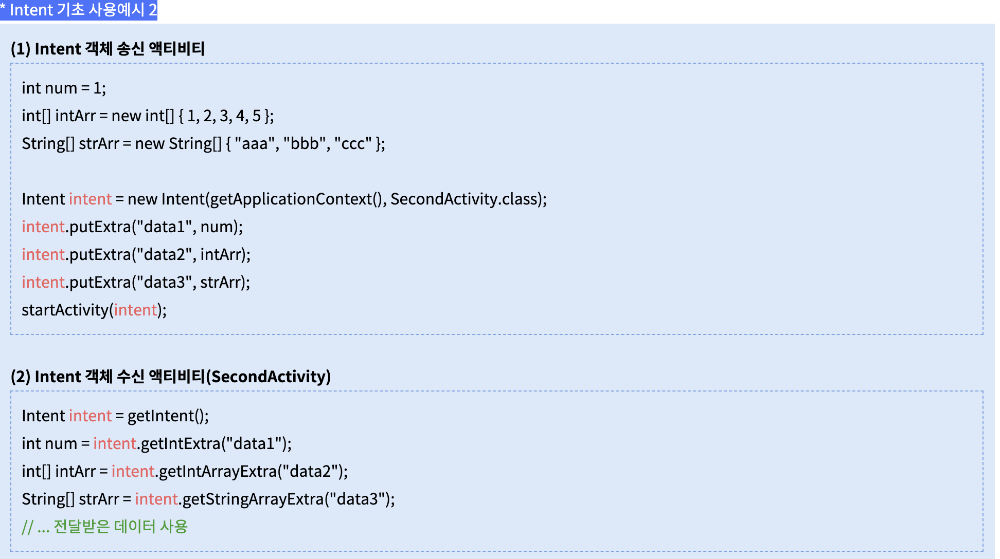 * Intent 기초 사용예시 2
(1) Intent 객체 송신 액티비티
int num = 1;
int[] intArr = new int[] { 1, 2, 3, 4, 5 };
String[] strArr = new String[] { "aaa", "bbb", "ccc" };
Intent intent = new Intent(getApplicationContext(), SecondActivity.class);
intent.putExtra("data1", num);
intent.putExtra("data2", intArr);
intent.putExtra("data3", strArr);
startActivity(intent);
(2) Intent 객체 수신 액티비티(SecondActivity)
Intent intent = getIntent();
int num = intent.getIntExtra("data1");
int[] intArr = intent.getIntArrayExtra("data2");
String[] strArr = intent.getStringArrayExtra("data3");
// ... 전달받은 데이터 사용